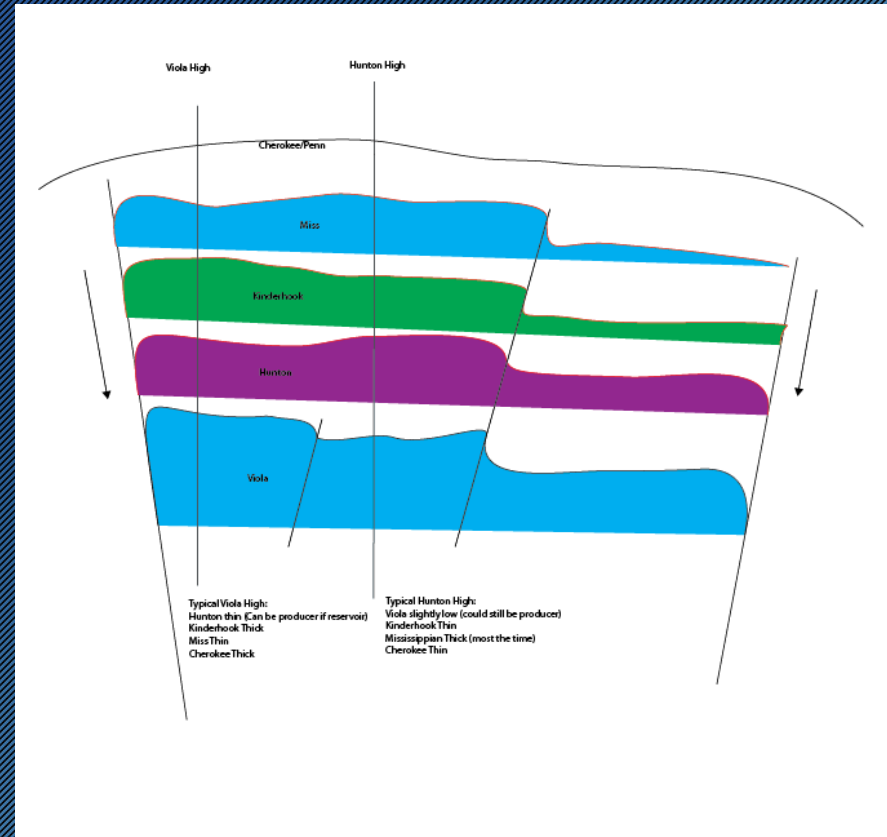 Viola High
Hunton High
Cherokee/Penn
Miss
Kinderhook
Hunton
Viola
Typical Viola High:
Hunton thin (Can be producer if reservoir)
Kinderhook Thick
Miss Thin
Cherokee Thick
Typical Hunton High:
Viola slightly low (could still be producer)
Kinderhook Thin
Mississippian Thick (most the time)
Cherokee Thin